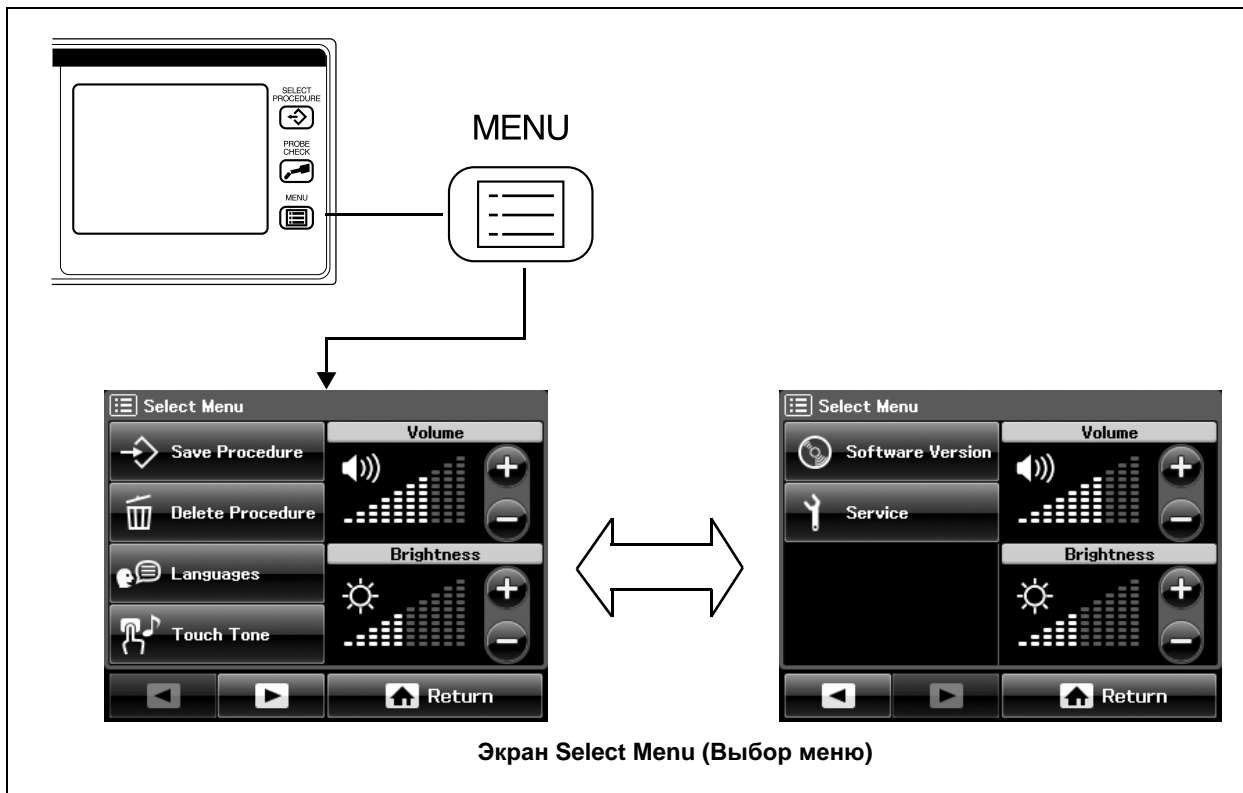 SELECT
PROCEDURE
PROBE
CHECK
MENU
MENU
Select Menu
Save Procedure
Delete Procedure
Languages
Touch Tone
Volume
Brightness
Return
Select Menu
Software Version
Service
Volume
Brightness
Return
Экран Select Menu (Выбор меню)